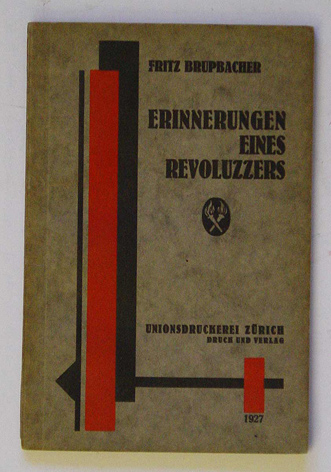 FRITZ BRUPBACHER
ERINNERUNGEN
EINES
REVOLUZZERS
UNIONSDRUCKEREI ZÜRICH
DRUCK UND VERLAG
1927